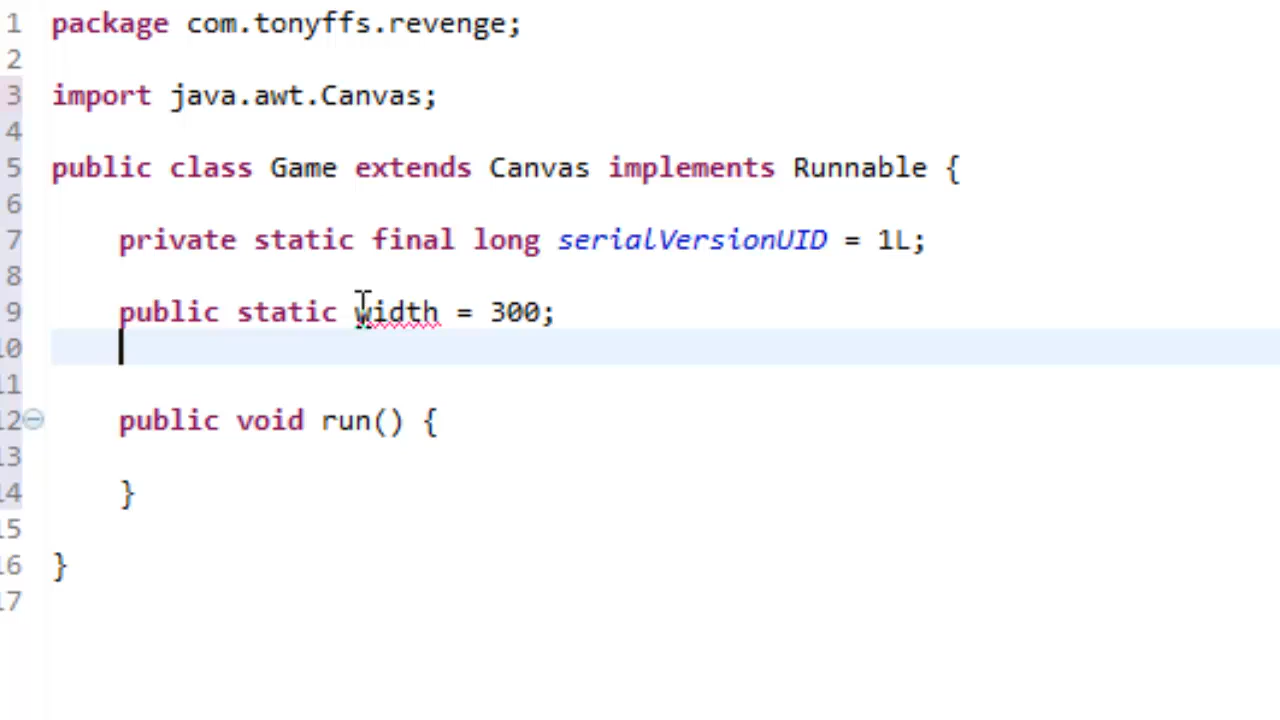 1 package com.tonyffs.revenge;
2
3 import java.awt.Canvas;
4
5 public class Game extends Canvas implements Runnable {
6
7 private static final long serialVersionUID = 1L;
8
9 public static width = 300;
10
11
12 public void run() {
13
14 }
15
16 }
17